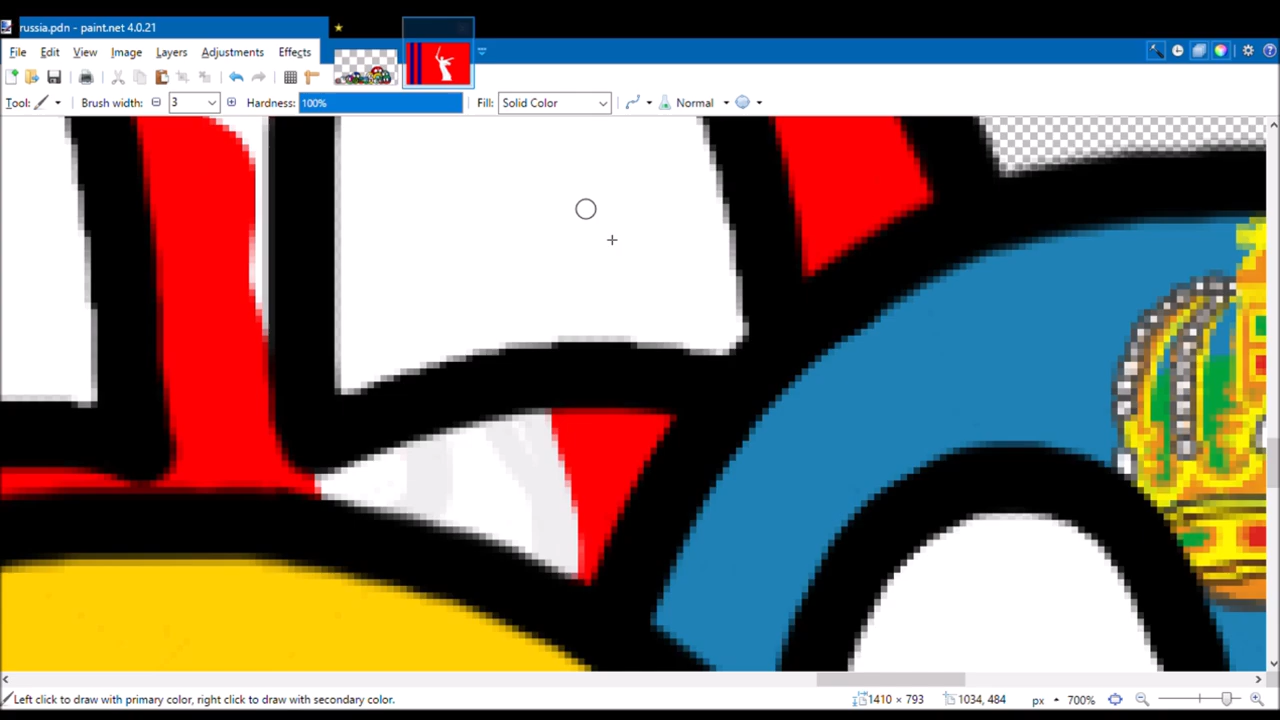 russia.pdn - paint.net 4.0.21
File Edit View Image Layers Adjustments Effects
Tool: Brush width: 3 Hardness: 100% Fill: Solid Color Normal
Left click to draw with primary color, right click to draw with secondary color. 1410 × 793 1034, 484 px 700%